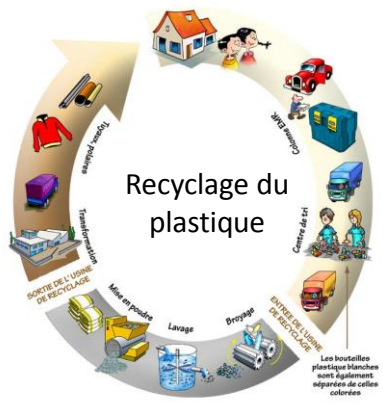 Recyclage du
plastique
Colonne EMR.
Centre de tri
Les bouteilles
plastique blanches
sont également
séparées de celles
colorées
ENTRÉE DE L'USINE
DE RECYCLAGE
Broyage
Lavage
Mise en poudre
SORTIE DE L'USINE
DE RECYCLAGE
Transformation
Tuyaux, polaires